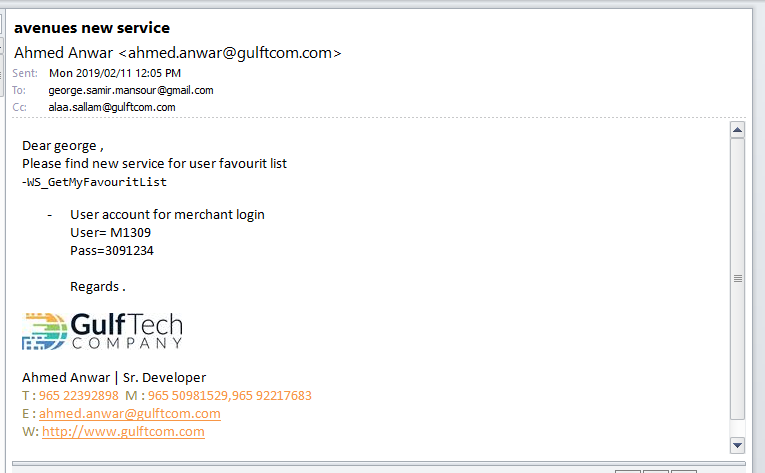 avenues new service
Ahmed Anwar <ahmed.anwar@gulftcom.com>
Sent: Mon 2019/02/11 12:05 PM
To: george.samir.mansour@gmail.com
Cc: alaa.sallam@gulftcom.com
Dear george ,
Please find new service for user favourit list
-WS_GetMyFavouritList
- User account for merchant login
User= M1309
Pass=3091234
Regards .
GulfTech
COMPANY
Ahmed Anwar | Sr. Developer
T : 965 22392898 M : 965 50981529,965 92217683
E : ahmed.anwar@gulftcom.com
W: http://www.gulftcom.com